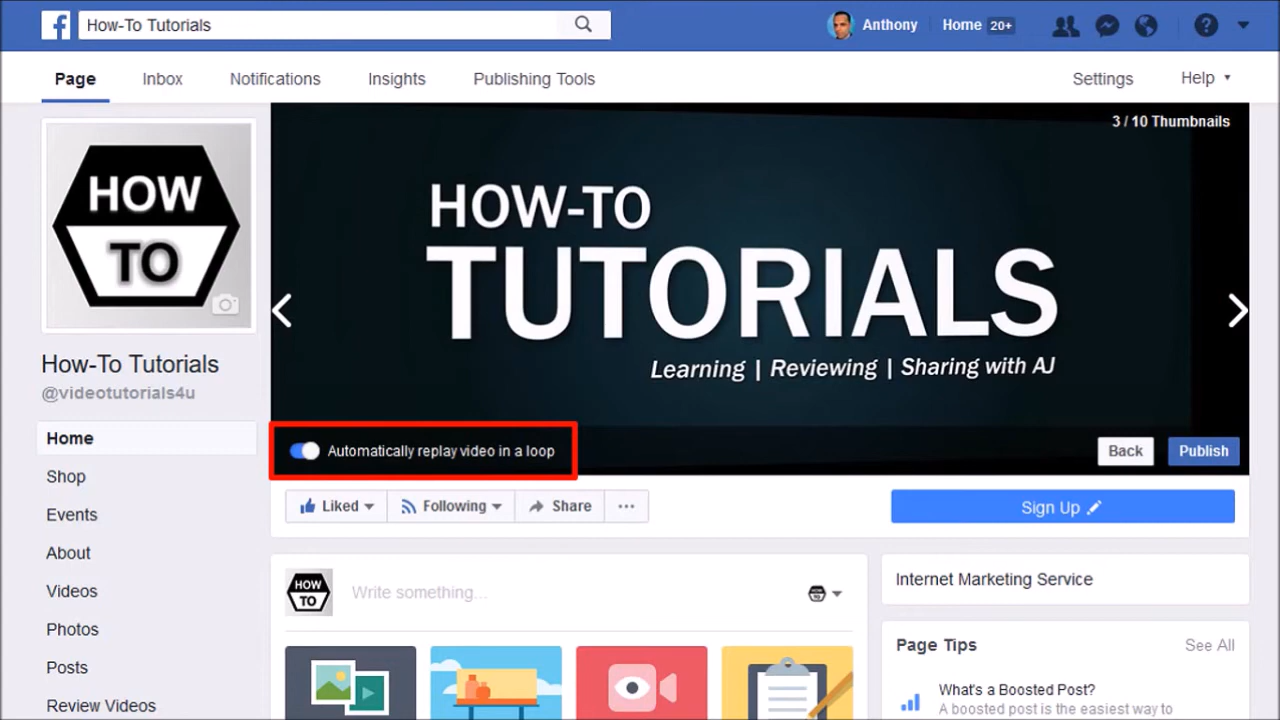 How-To Tutorials
Anthony
Home 20+
Page
Inbox
Notifications
Insights
Publishing Tools
Settings
Help
HOW
TO
How-To Tutorials
@videotutorials4u
Home
Shop
Events
About
Videos
Photos
Posts
Review Videos
3 / 10 Thumbnails
HOW-TO
TUTORIALS
Learning | Reviewing | Sharing with AJ
Automatically replay video in a loop
Back
Publish
Liked
Following
Share
Sign Up
HOW
TO
Write something...
Internet Marketing Service
Page Tips
See All
What's a Boosted Post?
A boosted post is the easiest way to